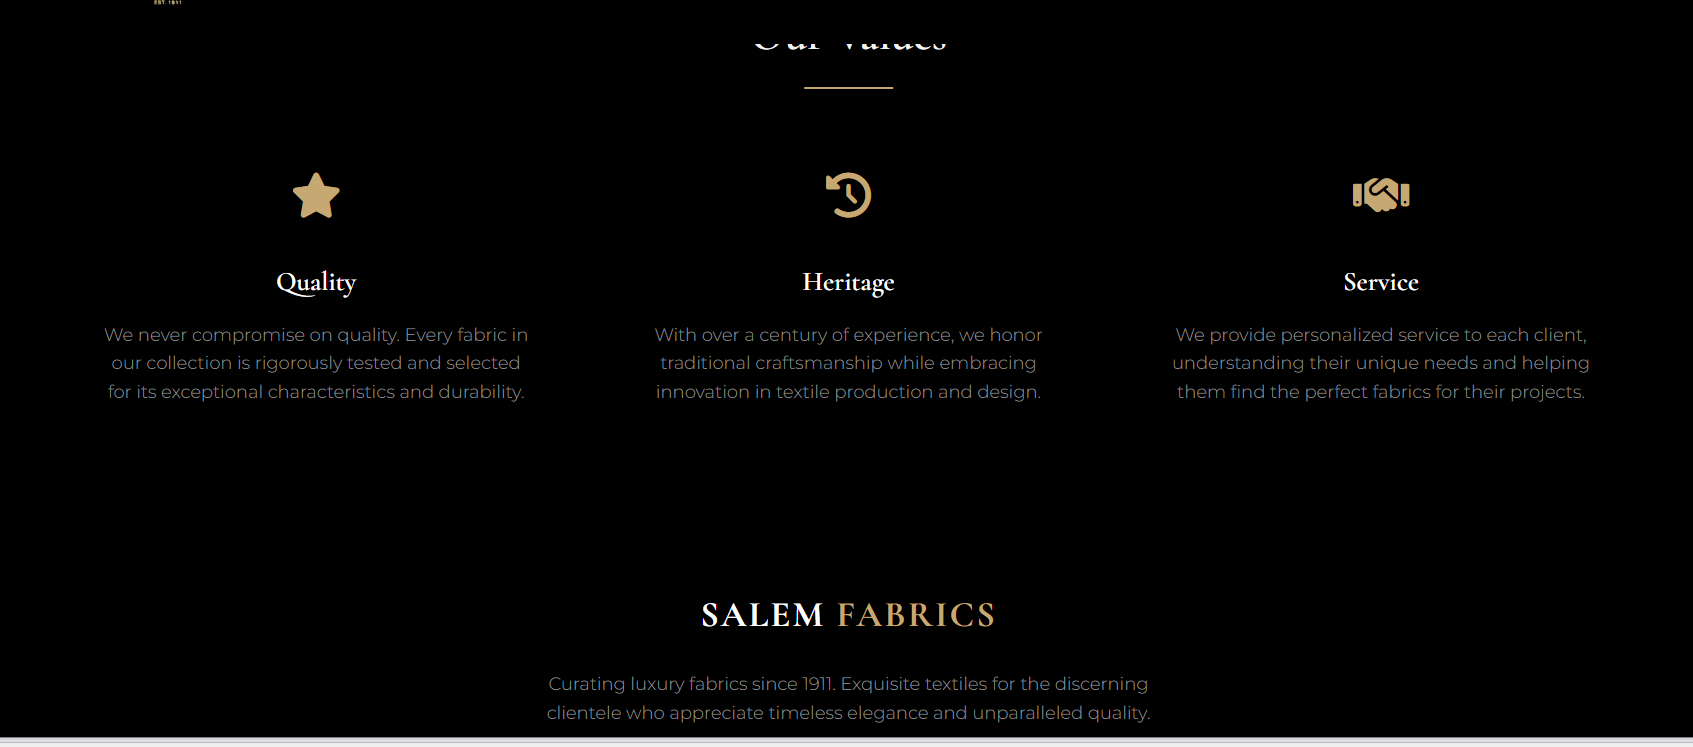 EST. 1911
Our Values
Quality
We never compromise on quality. Every fabric in
our collection is rigorously tested and selected
for its exceptional characteristics and durability.
Heritage
With over a century of experience, we honor
traditional craftsmanship while embracing
innovation in textile production and design.
Service
We provide personalized service to each client,
understanding their unique needs and helping
them find the perfect fabrics for their projects.
SALEM FABRICS
Curating luxury fabrics since 1911. Exquisite textiles for the discerning
clientele who appreciate timeless elegance and unparalleled quality.